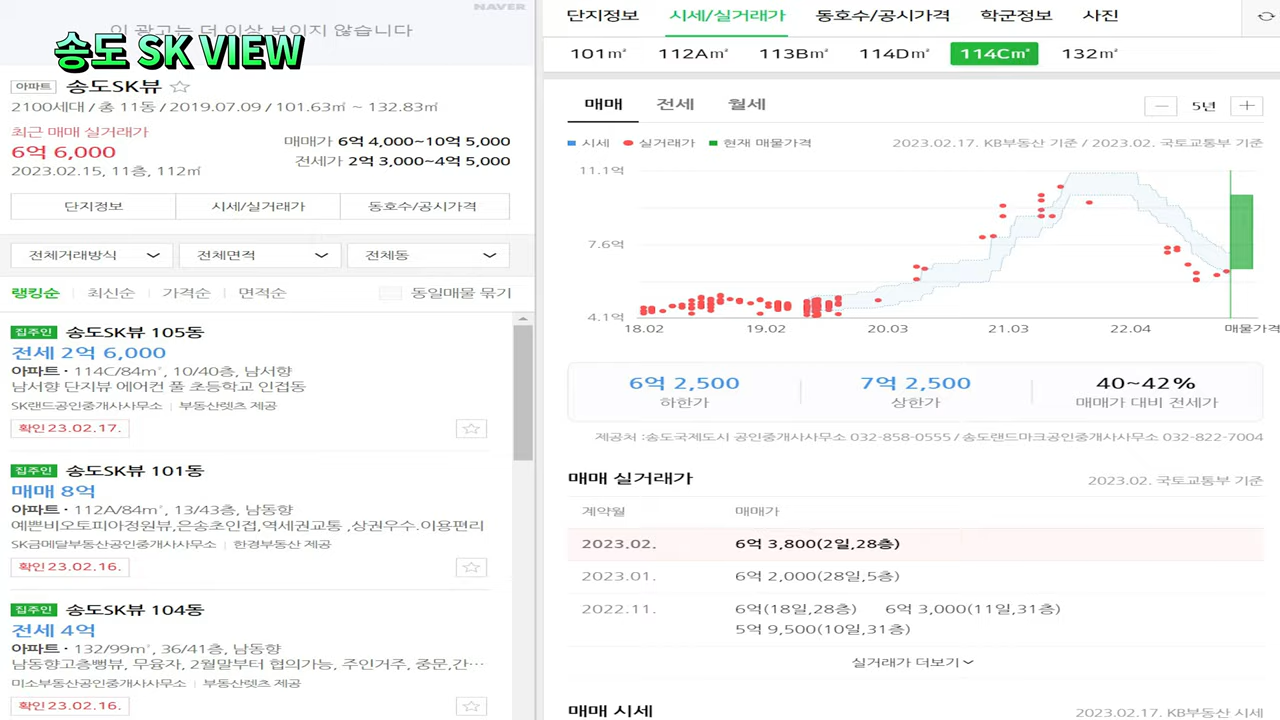 NAVER
이 광고는 더 이상 보이지 않습니다
송도 SK VIEW
아파트 송도SK뷰
2100세대 / 총 11동 / 2019.07.09 / 101.63㎡ ~ 132.83㎡
최근 매매 실거래가
6억 6,000
2023.02.15, 11층, 112㎡
매매가 6억 4,000~10억 5,000
전세가 2억 3,000~4억 5,000
단지정보 시세/실거래가 동호수/공시가격
전체거래방식 전체면적 전체동
랭킹순 최신순 가격순 면적순 동일매물 묶기
집주인 송도SK뷰 105동
전세 2억 6,000
아파트 · 114C/84㎡, 10/40층, 남서향
남서향 단지뷰 에어컨 풀 초등학교 인접동
SK랜드공인중개사사무소 부동산렛츠 제공
확인 23.02.17.
집주인 송도SK뷰 101동
매매 8억
아파트 · 112A/84㎡, 13/43층, 남동향
예쁜비오토피아정원뷰,은송초인접,역세권교통 ,상권우수.이용편리
SK금메달부동산공인중개사사무소 한경부동산 제공
확인 23.02.16.
집주인 송도SK뷰 104동
전세 4억
아파트 · 132/99㎡, 36/41층, 남동향
남동향고층뻥뷰, 무융자, 2월말부터 협의가능, 주인거주, 중문,간…
미소부동산공인중개사사무소 부동산렛츠 제공
확인 23.02.16.
단지정보 시세/실거래가 동호수/공시가격 학군정보 사진
101㎡ 112A㎡ 113B㎡ 114D㎡ 114C㎡ 132㎡
매매 전세 월세
5년
시세 실거래가 현재 매물가격
2023.02.17. KB부동산 기준 / 2023.02. 국토교통부 기준
11.1억
7.6억
4.1억
18.02 19.02 20.03 21.03 22.04 매물가격
6억 2,500 7억 2,500 40~42%
하한가 상한가 매매가 대비 전세가
제공처 :송도국제도시 공인중개사사무소 032-858-0555 / 송도랜드마크공인중개사사무소 032-822-7004
매매 실거래가
2023.02. 국토교통부 기준
계약월 매매가
2023.02. 6억 3,800(2일,28층)
2023.01. 6억 2,000(28일,5층)
2022.11. 6억(18일,28층) 6억 3,000(11일,31층)
5억 9,500(10일,31층)
실거래가 더보기
매매 시세
2023.02.17. KB부동산 시세